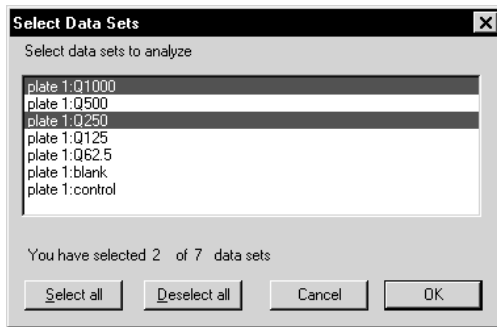 Select Data Sets
Select data sets to analyze
plate 1:Q1000
plate 1:Q500
plate 1:Q250
plate 1:Q125
plate 1:Q62.5
plate 1:blank
plate 1:control
You have selected 2 of 7 data sets
Select all Deselect all Cancel OK